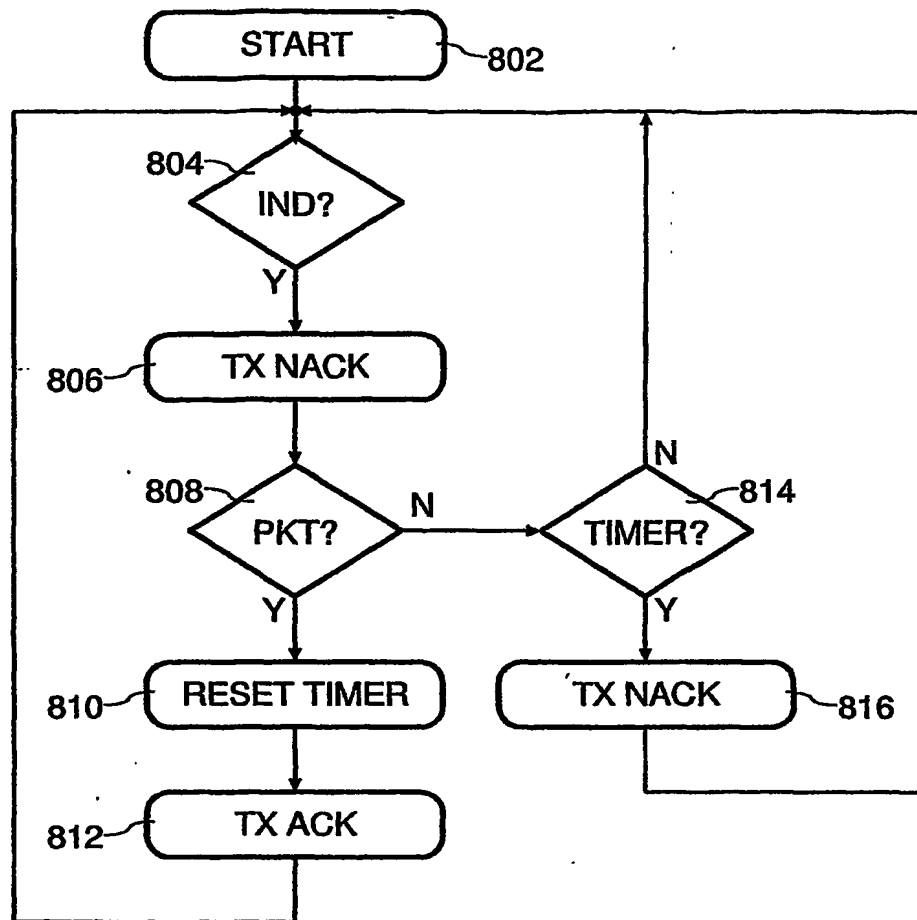 START
802
804
IND?
Y
TX NACK
806
808
PKT?
N
N
814
TIMER?
Y
Y
810
RESET TIMER
TX NACK
816
812
TX ACK